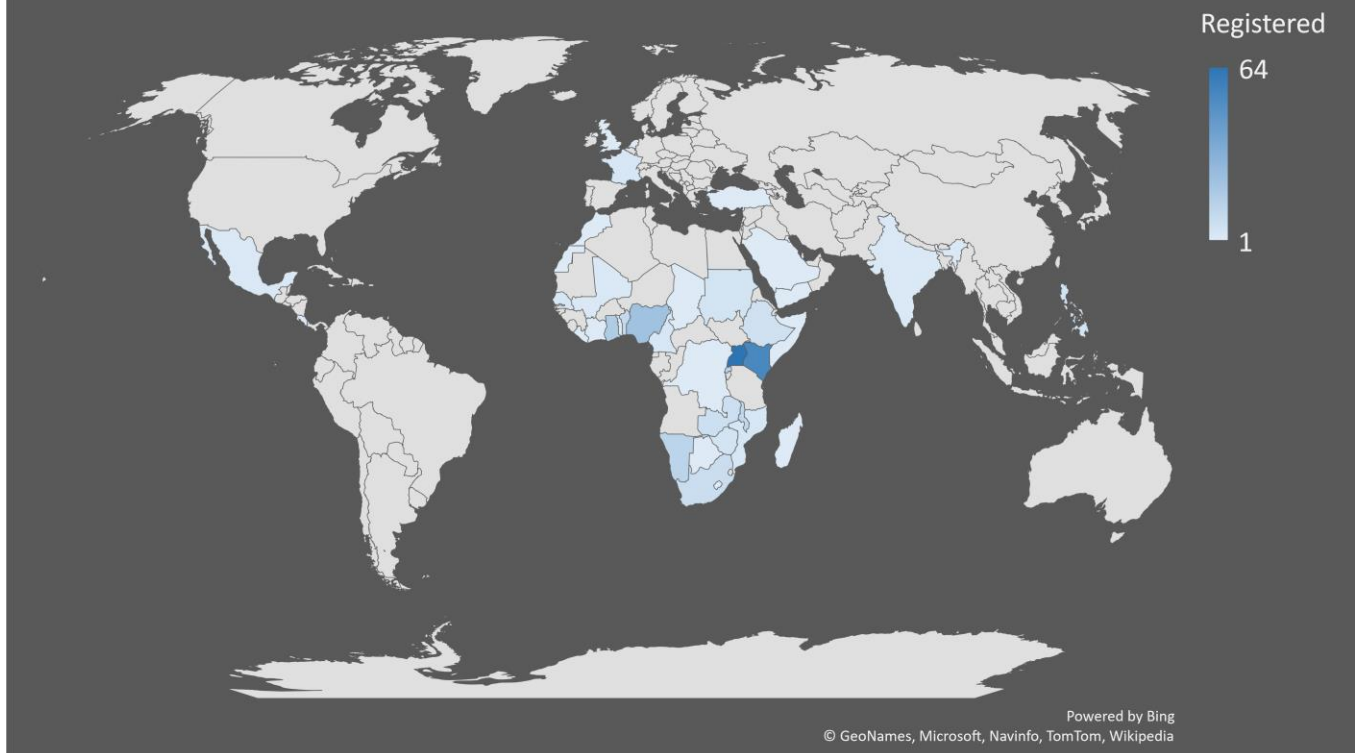 Registered
64
1
Powered by Bing
© GeoNames, Microsoft, Navinfo, TomTom, Wikipedia